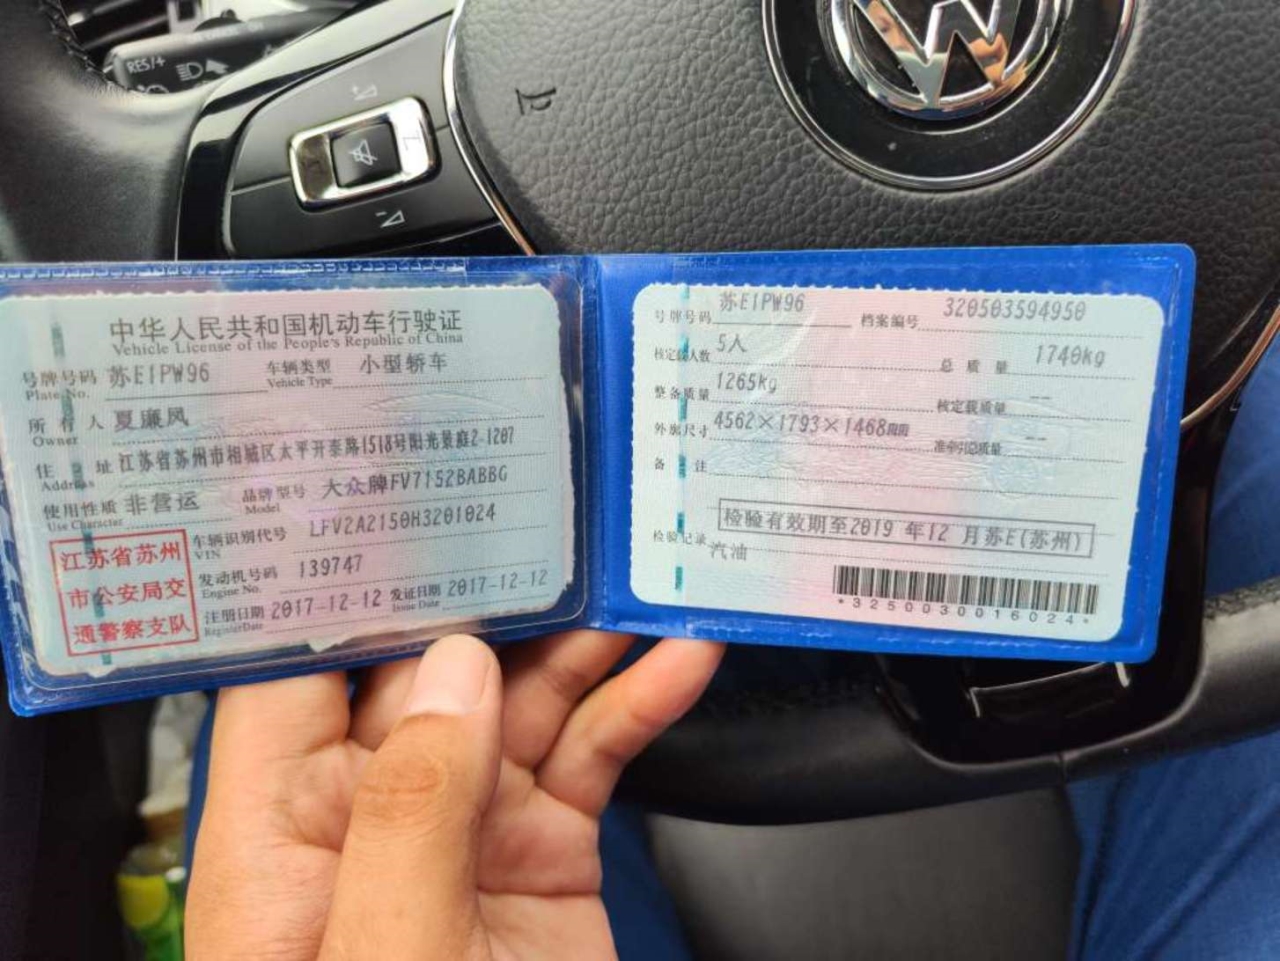 RES/+
中华人民共和国机动车行驶证
Vehicle License of the People's Republic of China
号牌号码 苏E1PW96 车辆类型 小型轿车
Plate No. Vehicle Type
所有人 夏廉凤
Owner
住址 江苏省苏州市相城区太平开泰路1518号阳光景庭2-1207
Address
使用性质 非营运 品牌型号 大众牌FV7152BABBG
Use Character Model
江苏省苏州
市公安局交
通警察支队
车辆识别代号 LFV2A2150H3201024
VIN
发动机号码 139747
Engine No.
注册日期 2017-12-12 发证日期 2017-12-12
Register Date Issue Date
号牌号码 苏E1PW96 档案编号 320503594950
核定载人数 5人 总质量 1740kg
整备质量 1265kg 核定载质量 --
外廓尺寸 4562×1793×1468mm 准牵引总质量 --
备注
检验有效期至2019 年12 月苏E(苏州)
检验记录 汽油
*3250030016024*